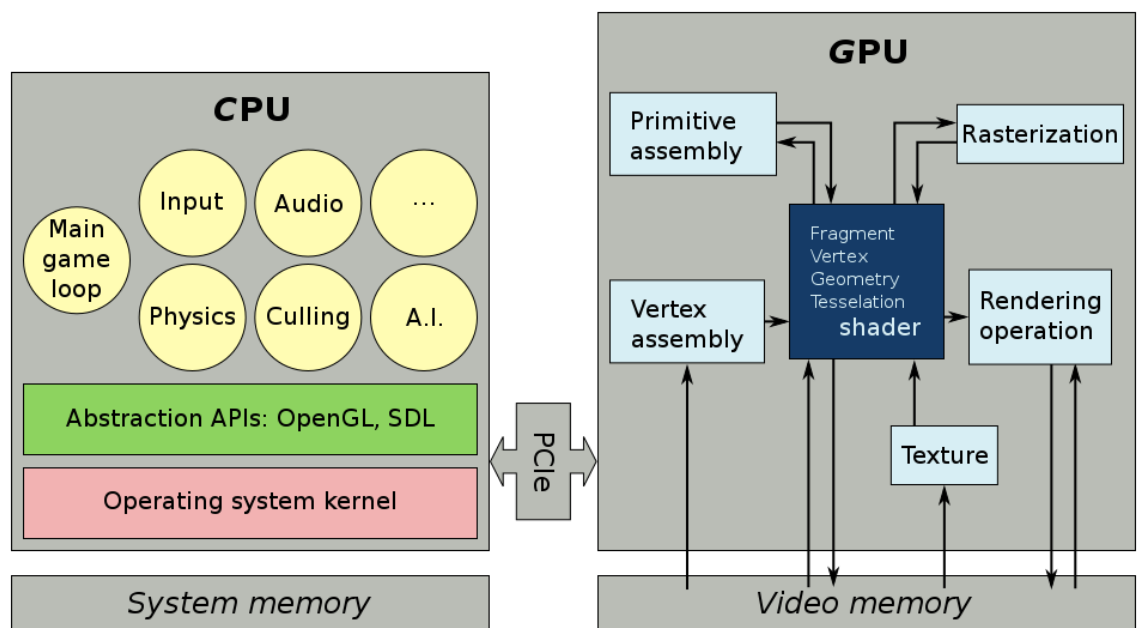 CPU
Main
game
loop
Input
Audio
...
Physics
Culling
A.I.
Abstraction APIs: OpenGL, SDL
Operating system kernel
System memory
PCIe
GPU
Primitive
assembly
Rasterization
Fragment
Vertex
Geometry
Tesselation
shader
Vertex
assembly
Rendering
operation
Texture
Video memory